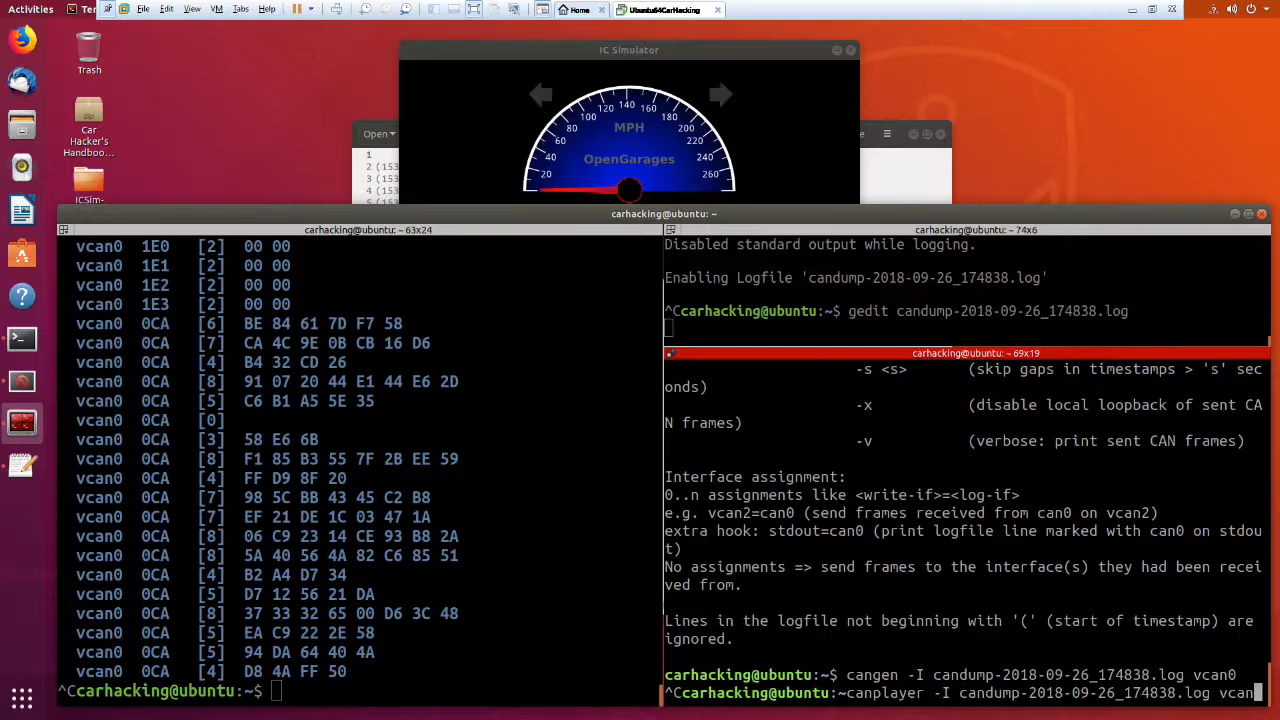 Activities
Ter
File
Edit
View
VM
Tabs
Help
Home
Ubuntu64CarHacking
Trash
Car
Hacker's
Handboo...
ICSim-
IC Simulator
Open
1
2 (153
3 (153
4 (153
20
40
60
80
100
120
140
160
180
200
220
240
260
MPH
OpenGarages
carhacking@ubuntu: ~
carhacking@ubuntu: ~ 63x24
vcan0 1E0 [2] 00 00
vcan0 1E1 [2] 00 00
vcan0 1E2 [2] 00 00
vcan0 1E3 [2] 00 00
vcan0 0CA [6] BE 84 61 7D F7 58
vcan0 0CA [7] CA 4C 9E 0B CB 16 D6
vcan0 0CA [4] B4 32 CD 26
vcan0 0CA [8] 91 07 20 44 E1 44 E6 2D
vcan0 0CA [5] C6 B1 A5 5E 35
vcan0 0CA [0]
vcan0 0CA [3] 58 E6 6B
vcan0 0CA [8] F1 85 B3 55 7F 2B EE 59
vcan0 0CA [4] FF D9 8F 20
vcan0 0CA [7] 98 5C BB 43 45 C2 B8
vcan0 0CA [7] EF 21 DE 1C 03 47 1A
vcan0 0CA [8] 06 C9 23 14 CE 93 B8 2A
vcan0 0CA [8] 5A 40 56 4A 82 C6 85 51
vcan0 0CA [4] B2 A4 D7 34
vcan0 0CA [5] D7 12 56 21 DA
vcan0 0CA [8] 37 33 32 65 00 D6 3C 48
vcan0 0CA [5] EA C9 22 2E 58
vcan0 0CA [5] 94 DA 64 40 4A
vcan0 0CA [4] D8 4A FF 50
^Ccarhacking@ubuntu:~$
carhacking@ubuntu: ~ 74x6
Disabled standard output while logging.
Enabling Logfile 'candump-2018-09-26_174838.log'
^Ccarhacking@ubuntu:~$ gedit candump-2018-09-26_174838.log
carhacking@ubuntu: ~ 69x19
-s <s> (skip gaps in timestamps > 's' sec
onds)
-x (disable local loopback of sent CA
N frames)
-v (verbose: print sent CAN frames)
Interface assignment:
0..n assignments like <write-if>=<log-if>
e.g. vcan2=can0 (send frames received from can0 on vcan2)
extra hook: stdout=can0 (print logfile line marked with can0 on stdou
t)
No assignments => send frames to the interface(s) they had been recei
ved from.
Lines in the logfile not beginning with '(' (start of timestamp) are
ignored.
carhacking@ubuntu:~$ cangen -I candump-2018-09-26_174838.log vcan0
^Ccarhacking@ubuntu:~canplayer -I candump-2018-09-26_174838.log vcan